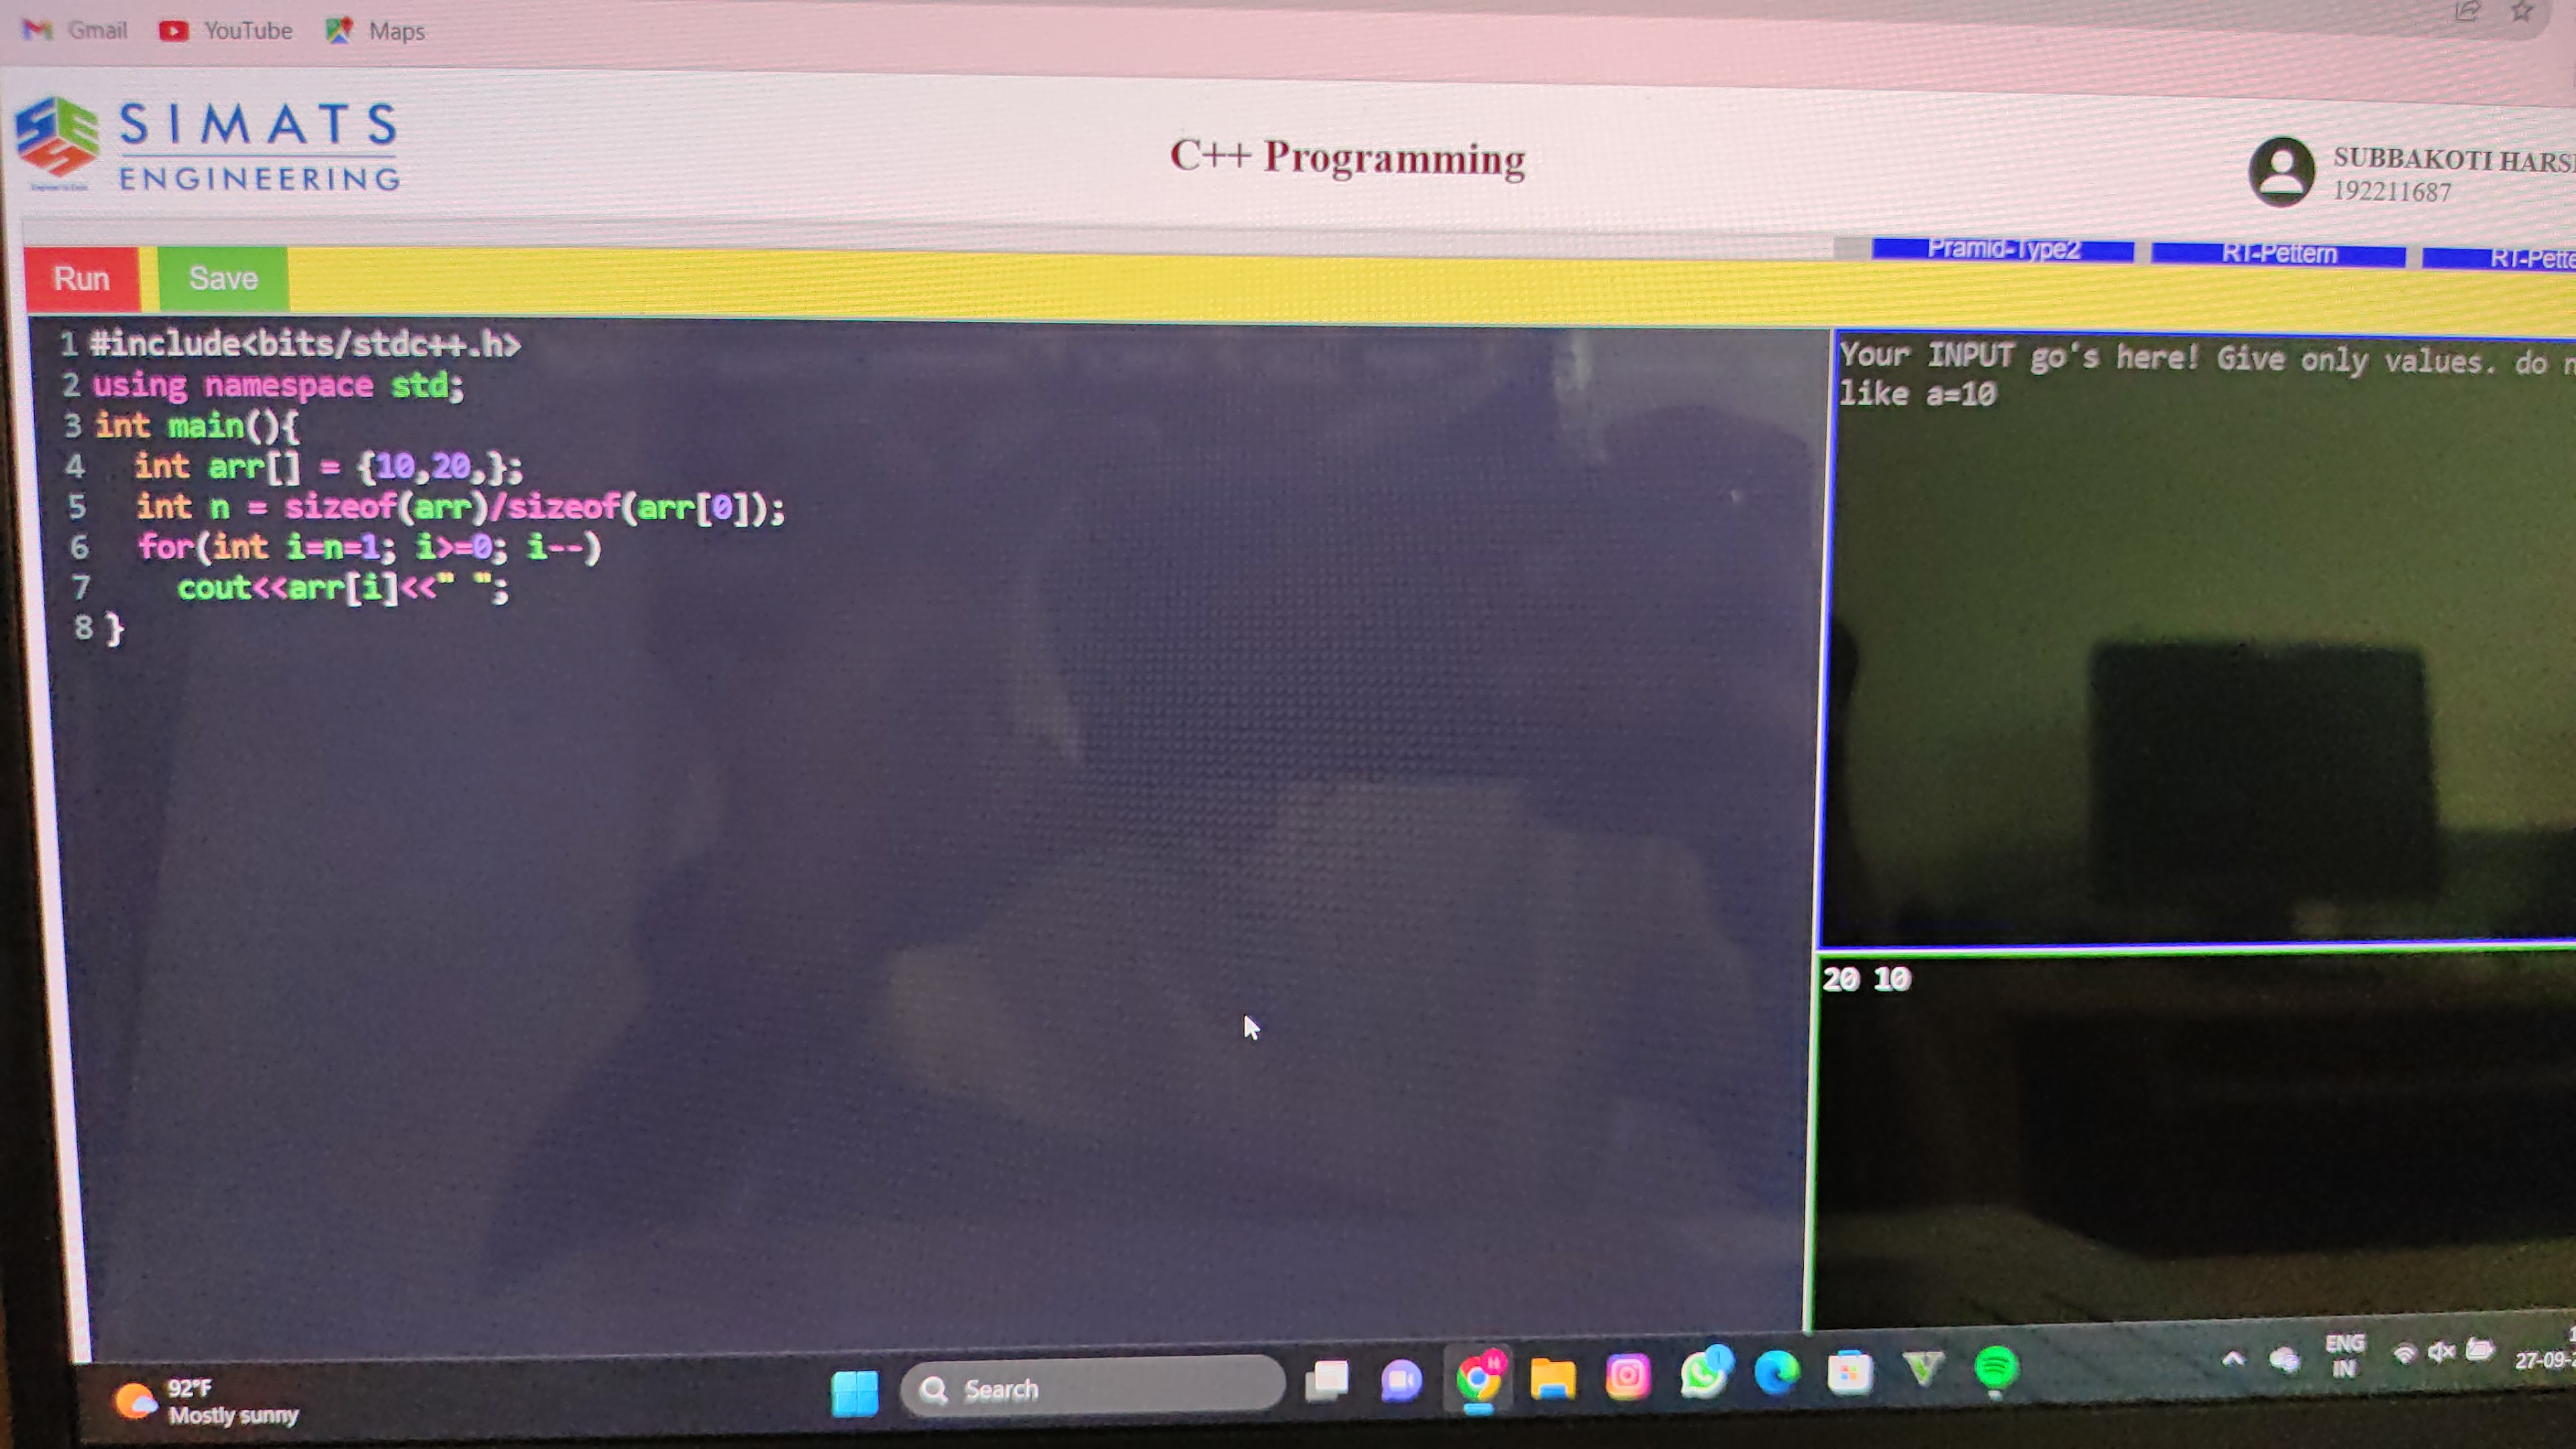 Gmail YouTube Maps
SIMATS
ENGINEERING
C++ Programming
SUBBAKOTI
192211687
Run Save
Pramid-Type2 RT-Pettern
1 #include<bits/stdc++.h>
2 using namespace std;
3 int main(){
4 int arr[] = {10,20,};
5 int n = sizeof(arr)/sizeof(arr[0]);
6 for(int i=n=1; i>=0; i--)
7 cout<<arr[i]<<" ";
8 }
Your INPUT go's here! Give only values. do
like a=10
20 10
92°F
Mostly sunny
Search
ENG
IN
27-09-